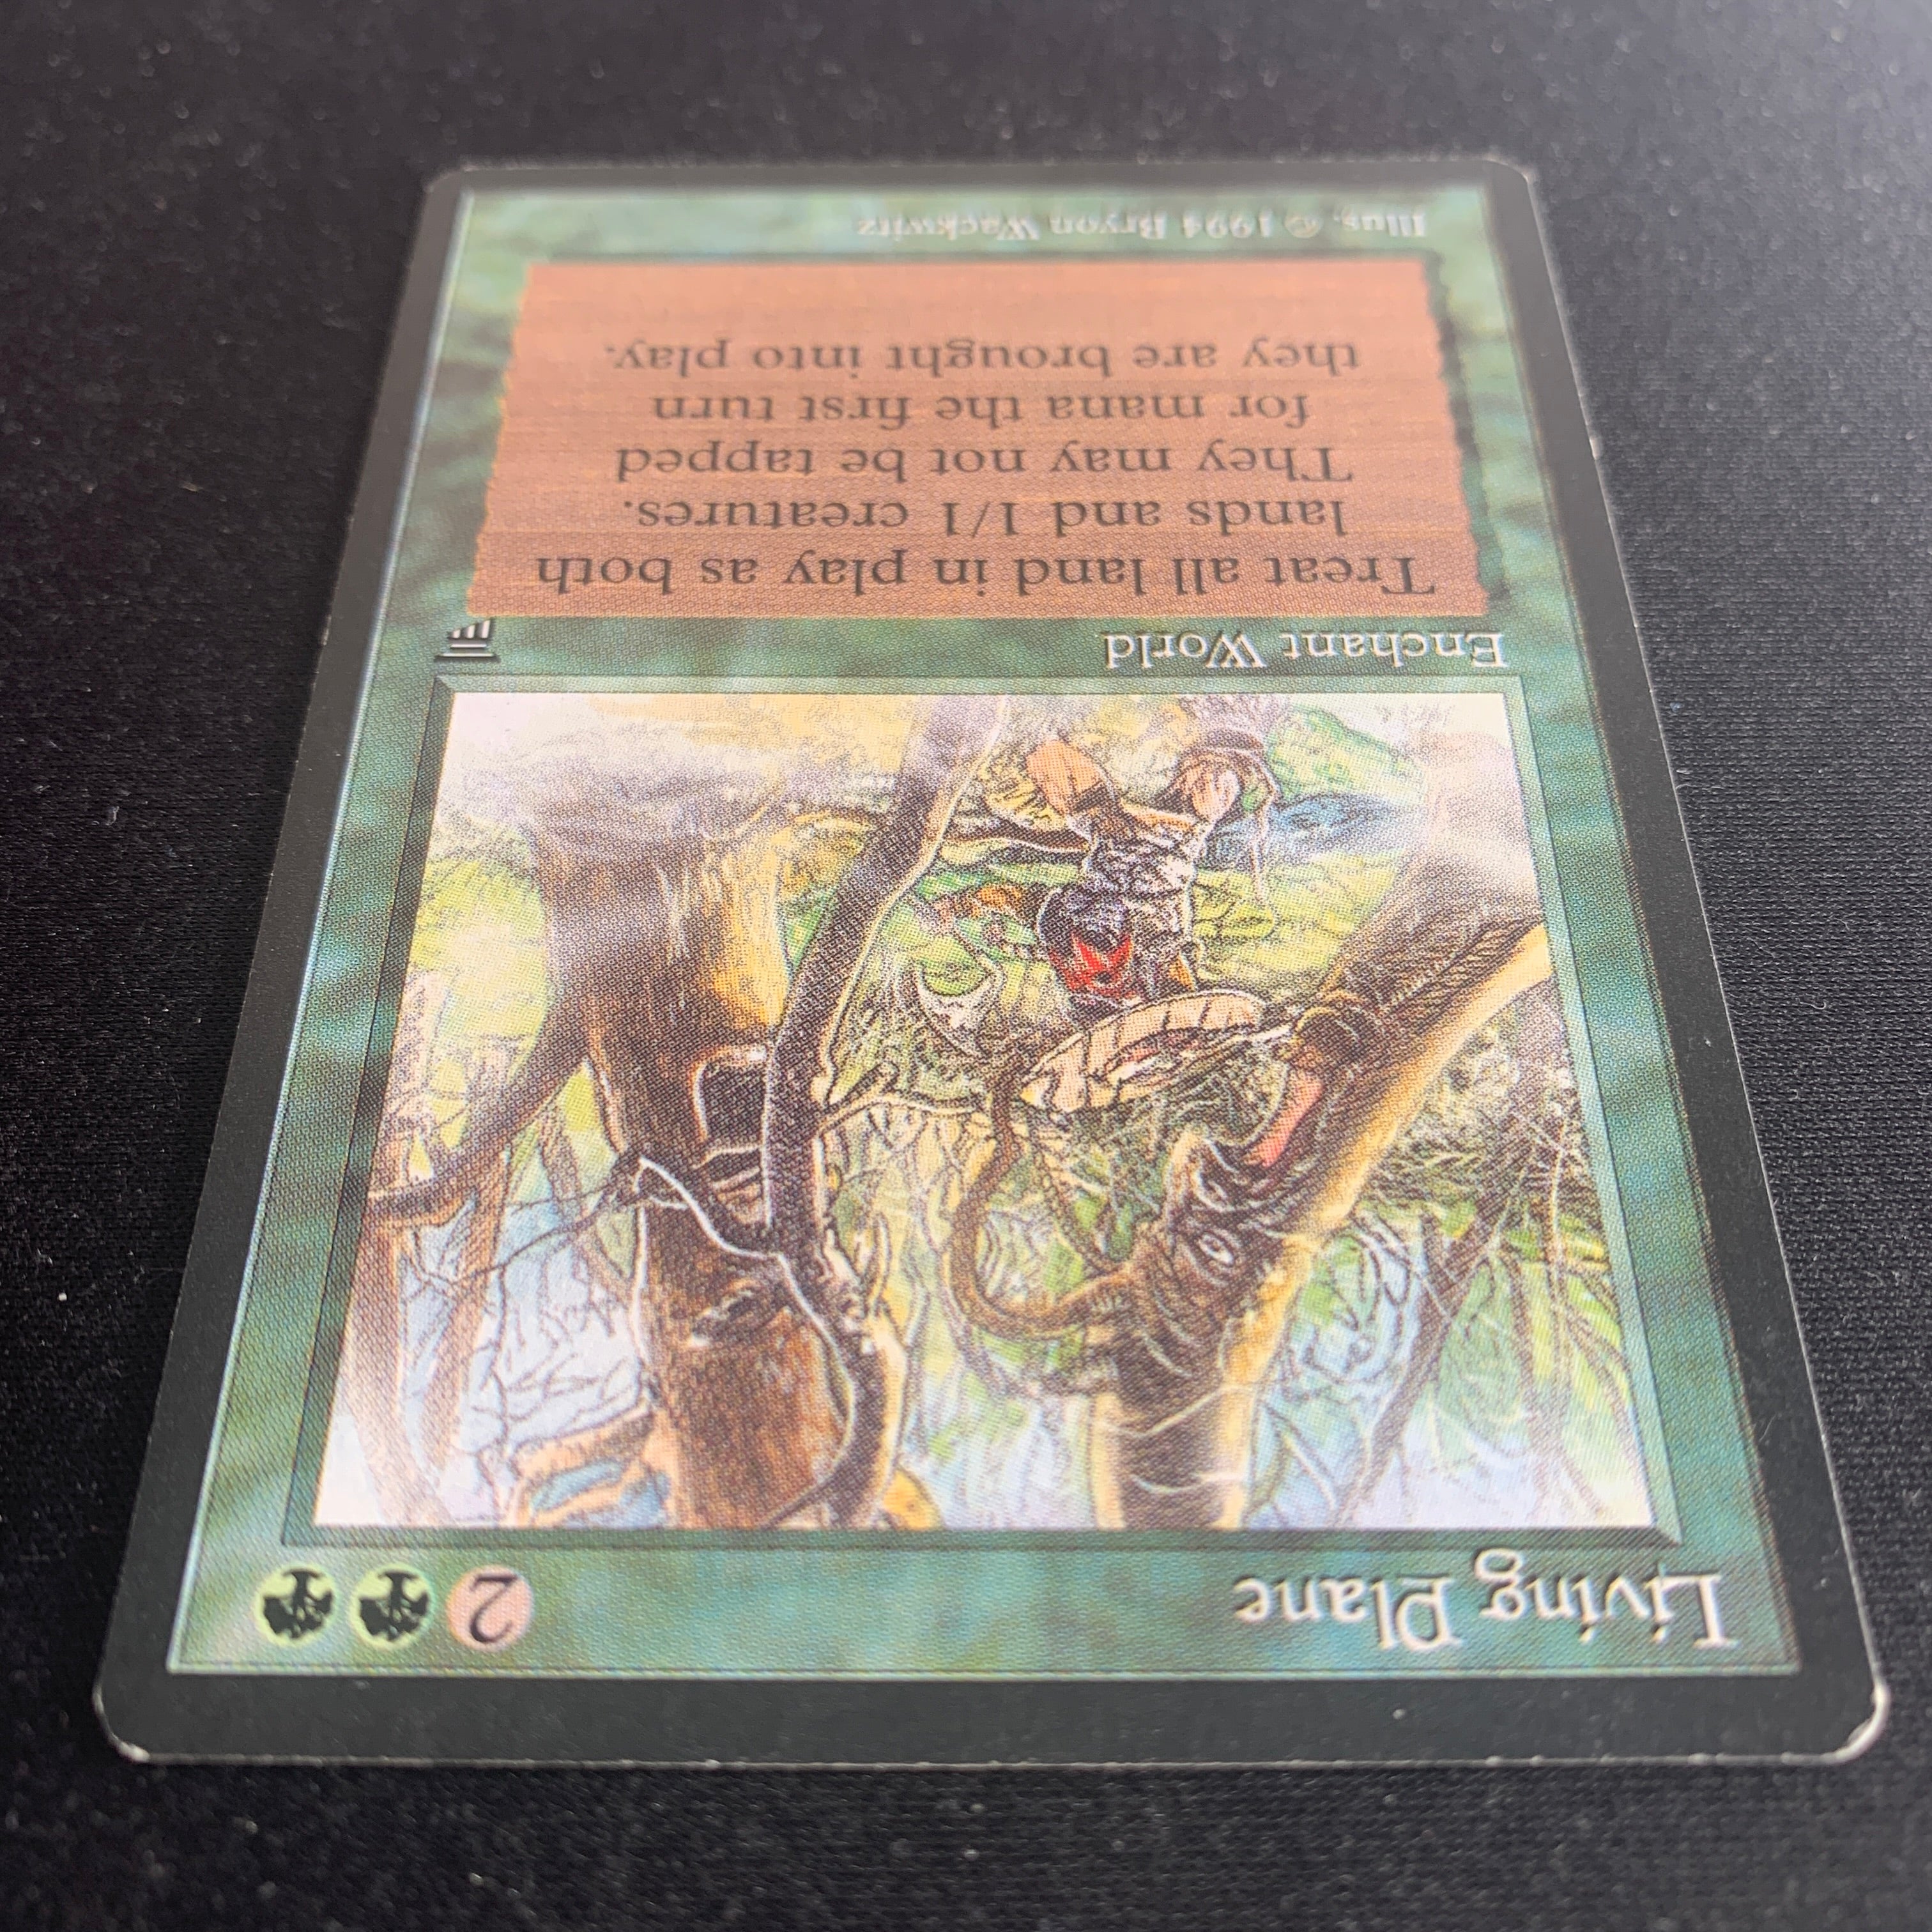 Living Plane 2
Enchant World
Treat all land in play as both
lands and 1/1 creatures.
They may not be tapped
for mana the first turn
they are brought into play.
Illus. © 1994 Bryon Wackwitz